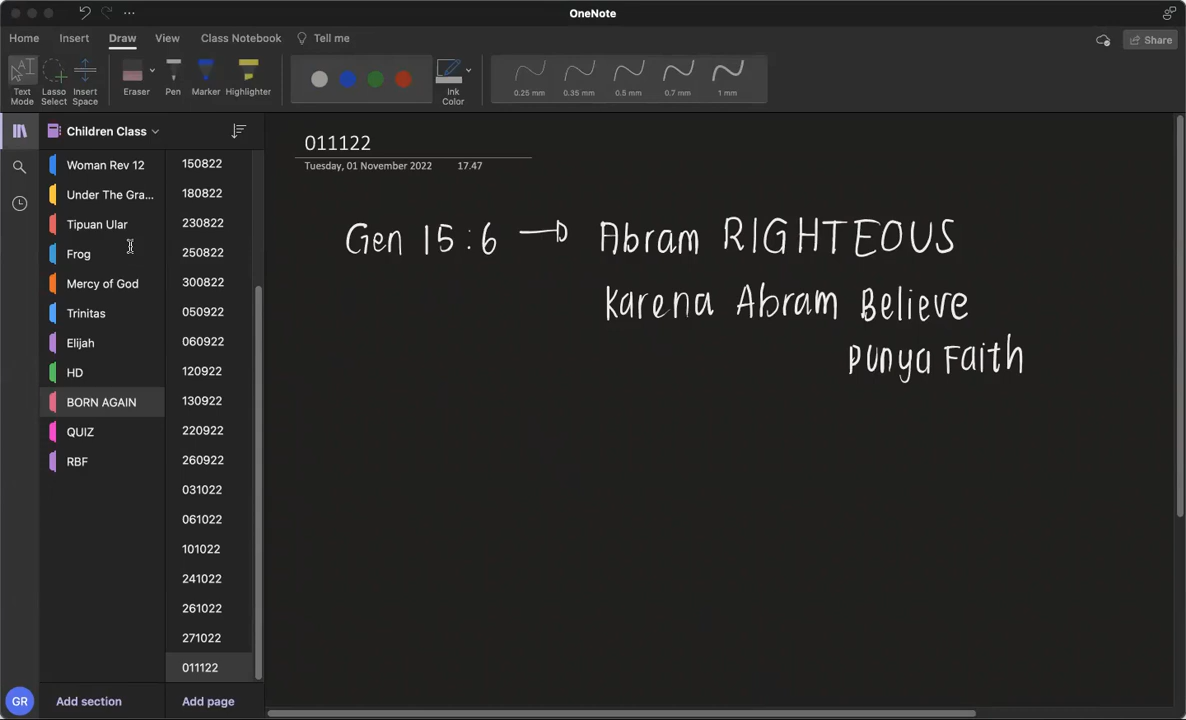 OneNote
Home Insert Draw View Class Notebook Tell me
Share
Text Mode
Lasso Select
Insert Space
Eraser
Pen
Marker
Highlighter
Ink Color
0.25 mm 0.35 mm 0.5 mm 0.7 mm 1 mm
Children Class
Woman Rev 12
Under The Gra...
Tipuan Ular
Frog
Mercy of God
Trinitas
Elijah
HD
BORN AGAIN
QUIZ
RBF
Add section
150822
180822
230822
250822
300822
050922
060922
120922
130922
220922
260922
031022
061022
101022
241022
261022
271022
011122
Add page
GR
011122
Tuesday, 01 November 2022 17.47
Gen 15:6 → Abram RIGHTEOUS
Karena Abram Believe
Punya Faith